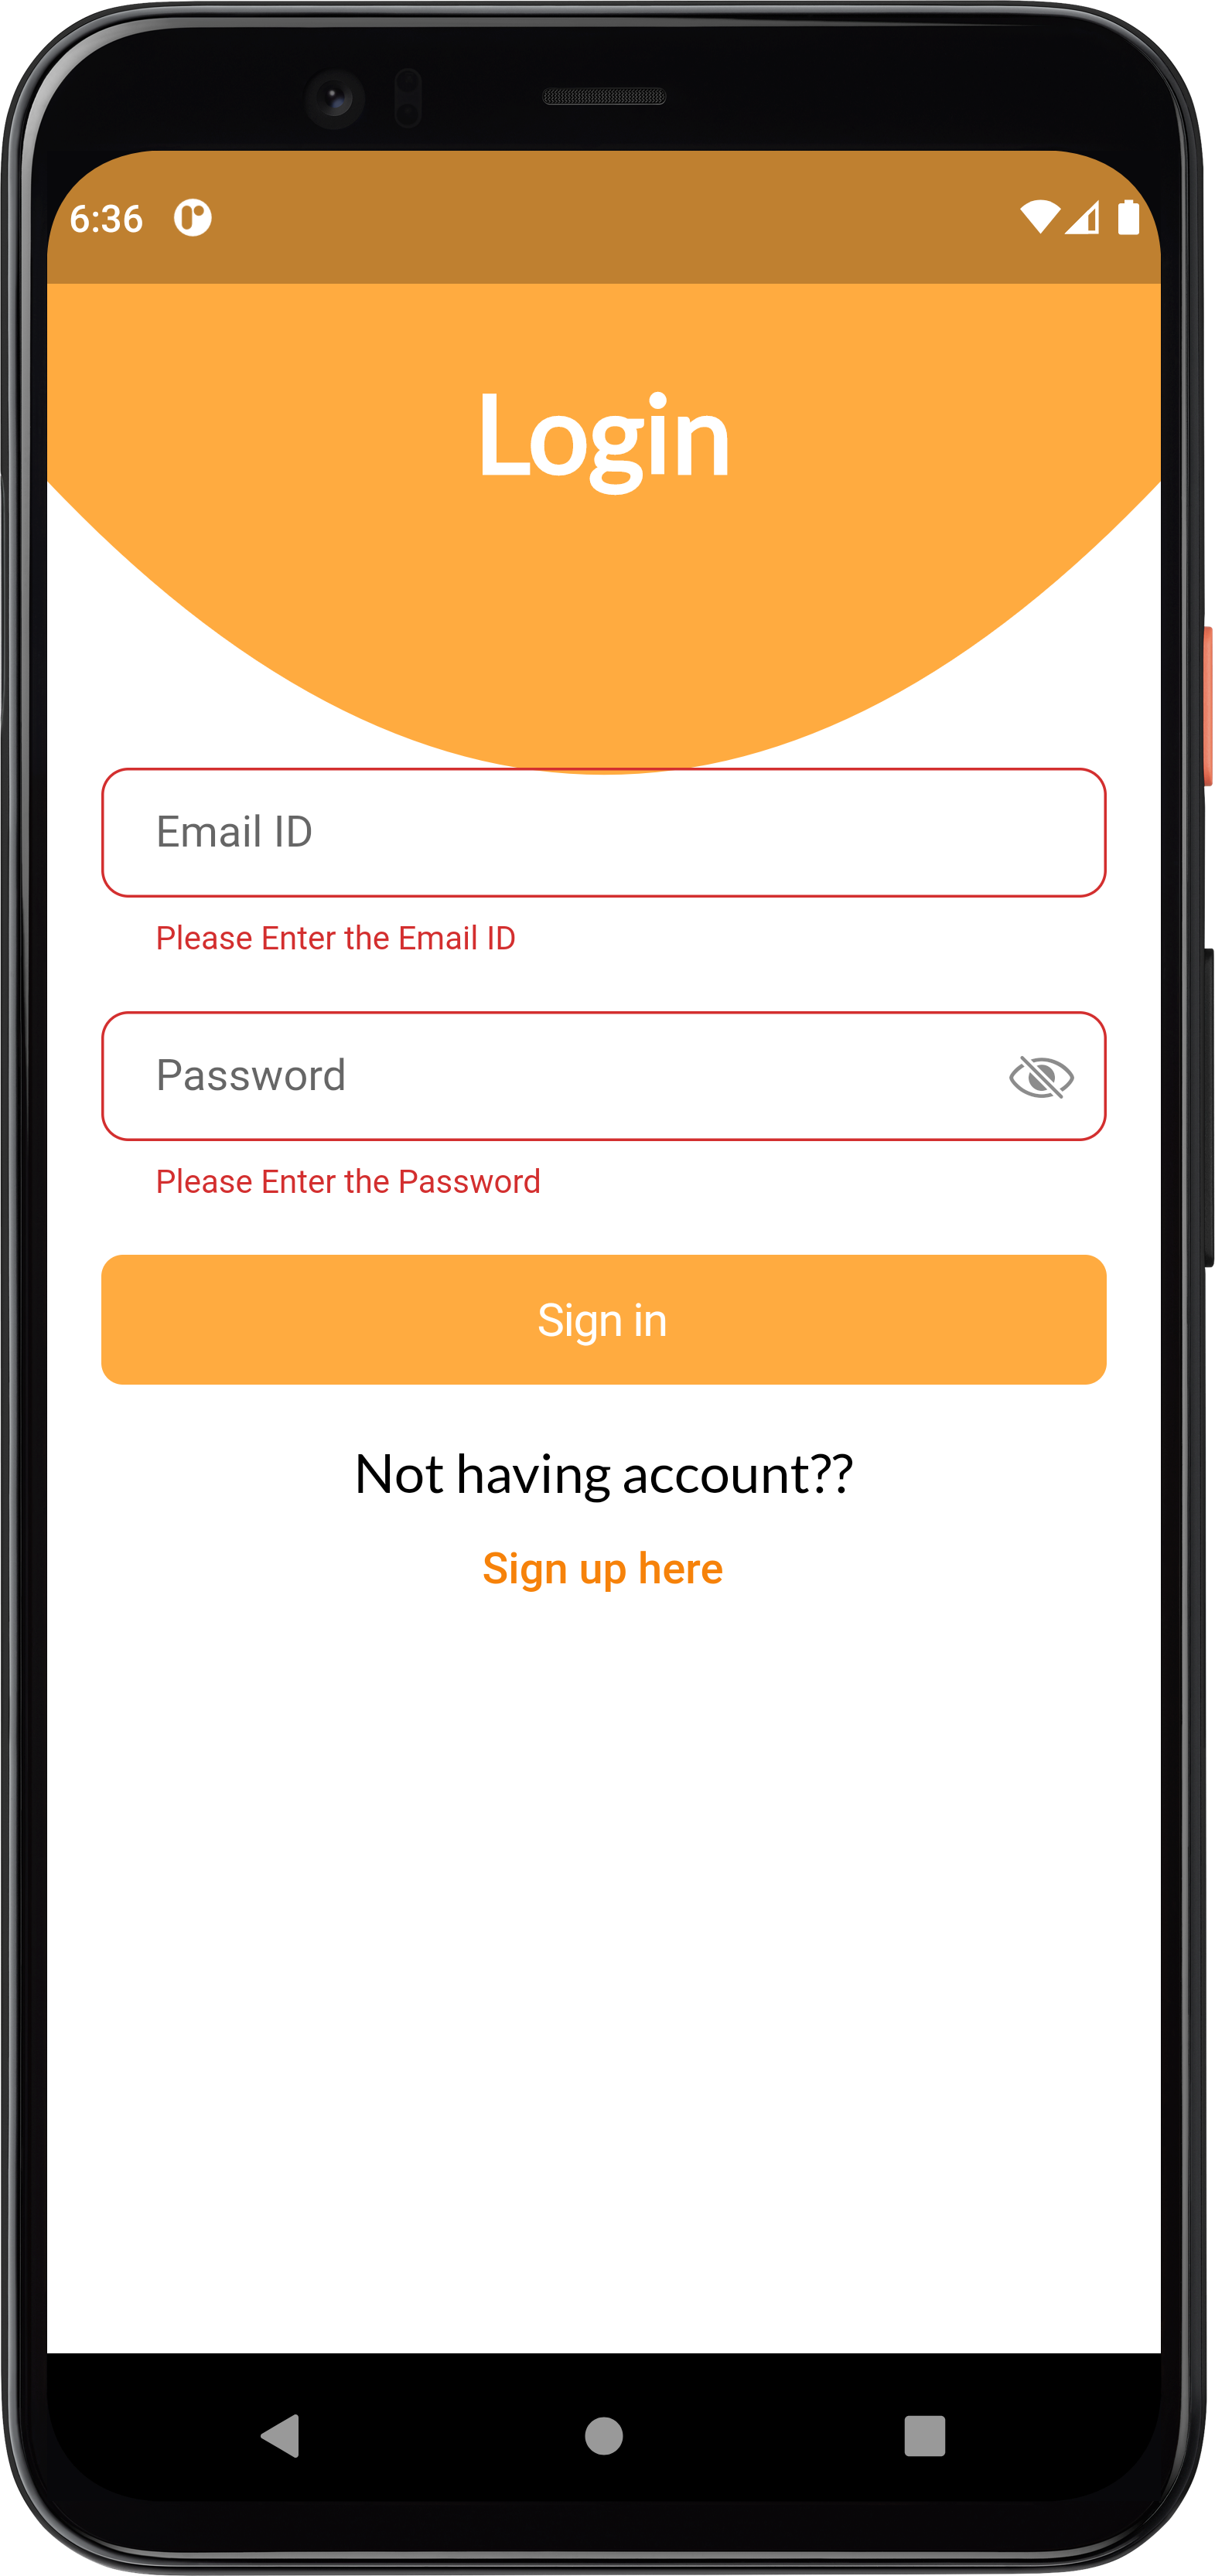 6:36
Login
Email ID
Please Enter the Email ID
Password
Please Enter the Password
Sign in
Not having account??
Sign up here